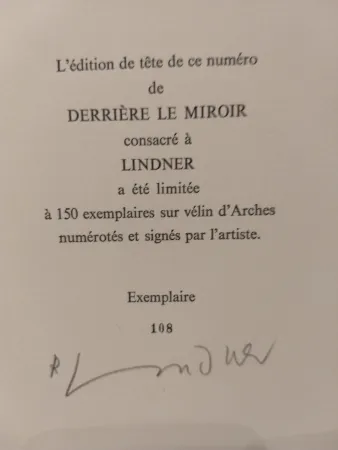 L'édition de tête de ce numéro
de
DERRIÈRE LE MIROIR
consacré à
LINDNER
a été limitée
à 150 exemplaires sur vélin d'Arches
numérotés et signés par l'artiste.
Exemplaire
108
R Lindner